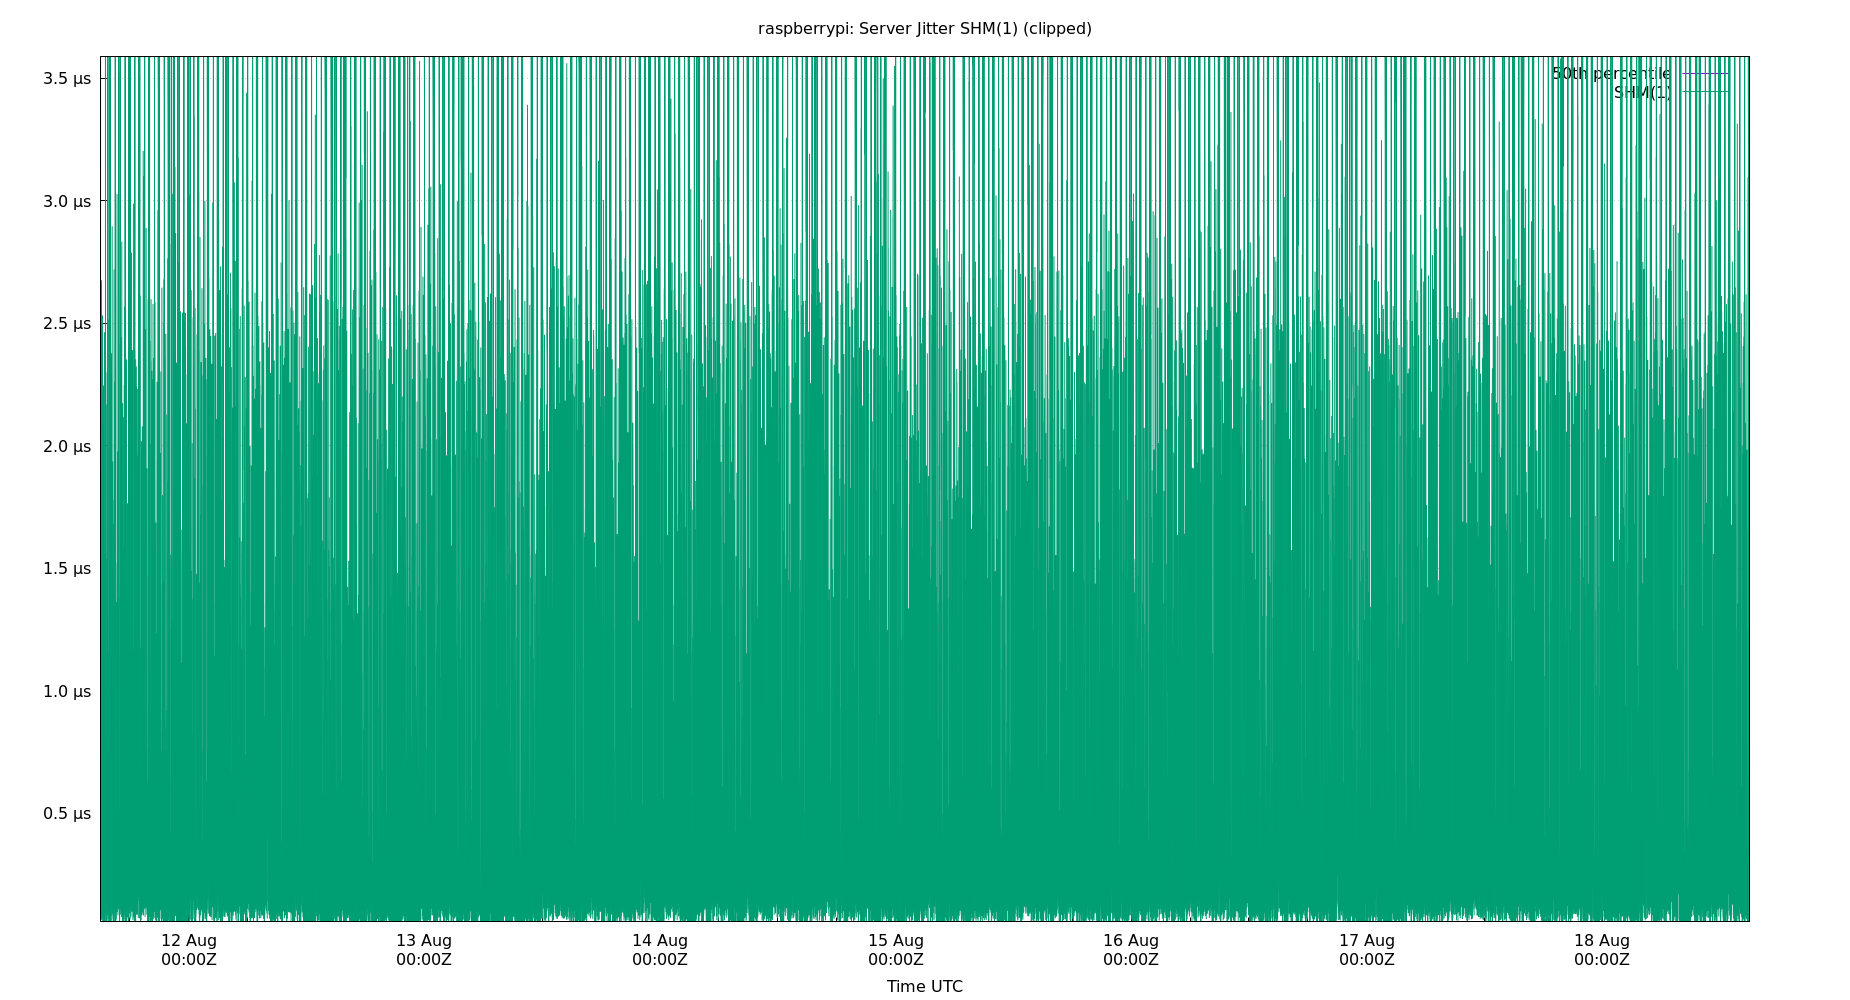 raspberrypi: Server Jitter SHM(1) (clipped)
50th percentile
SHM(1)
3.5 µs
3.0 µs
2.5 µs
2.0 µs
1.5 µs
1.0 µs
0.5 µs
12 Aug
00:00Z
13 Aug
00:00Z
14 Aug
00:00Z
15 Aug
00:00Z
16 Aug
00:00Z
17 Aug
00:00Z
18 Aug
00:00Z
Time UTC